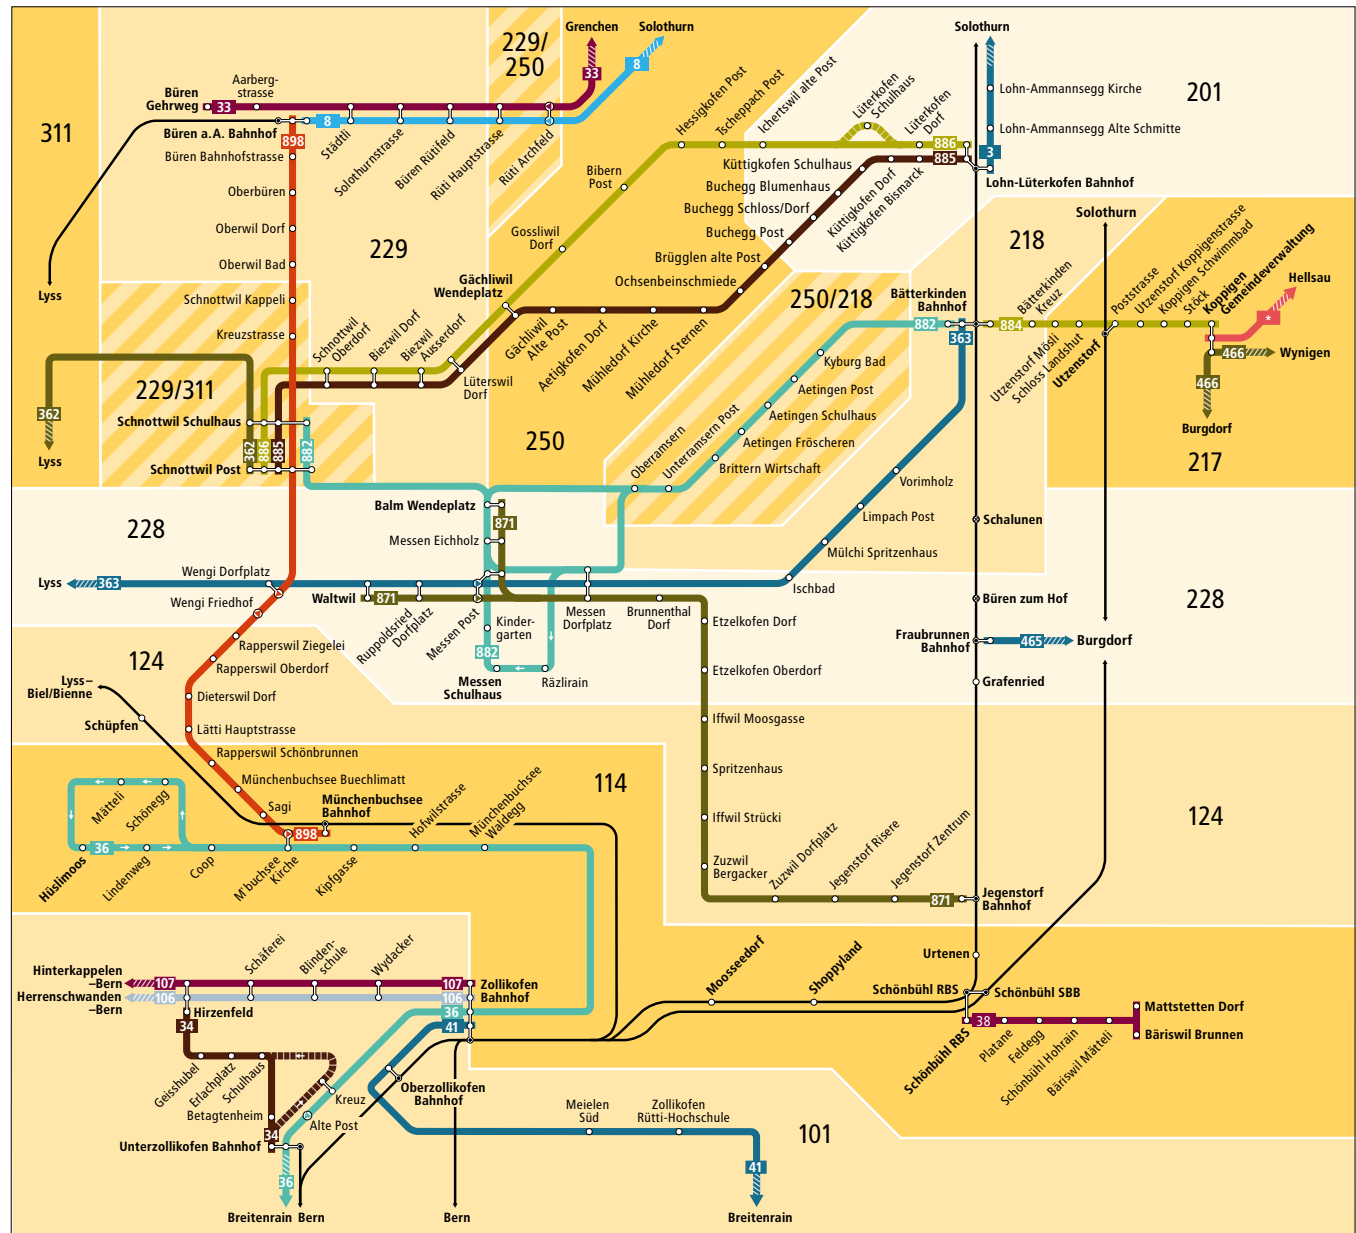 Grenchen
Solothurn
229/
250
Solothurn
Aarberg-
strasse
Büren
Gehrweg
33
33
8
201
Lohn-Ammannsegg Kirche
Lohn-Ammannsegg Alte Schmitte
3
Lohn-Lüterkofen Bahnhof
311
Büren a.A. Bahnhof
8
898
Städtli
Solothurnstrasse
Büren Rütifeld
Rüti Hauptstrasse
Rüti Archfeld
Hessigkofen Post
Tscheppach Post
Ichertswil alte Post
Lüterkofen
Schulhaus
Lüterkofen
Dorf
886
885
Büren Bahnhofstrasse
Oberbüren
Oberwil Dorf
Oberwil Bad
Schnottwil Kappeli
Kreuzstrasse
229
Bibern
Post
Gossliwil
Dorf
Gächliwil
Wendeplatz
Küttigkofen Schulhaus
Buchegg Blumenhaus
Buchegg Schloss/Dorf
Buchegg Post
Brügglen alte Post
Ochsenbeinschmiede
Küttigkofen Dorf
Küttigkofen Bismarck
218
Solothurn
Lyss
250/218
Bätterkinden
Bahnhof
882
363
884
Bätterkinden
Kreuz
Utzenstorf Mösli
Schloss Landshut
Utzenstorf
Poststrasse
Utzenstorf Koppigenstrasse
Koppigen Schwimmbad
Stöck
Koppigen
Gemeindeverwaltung
Hellsau
*
466
Wynigen
466
Burgdorf
217
Schnottwil
Oberdorf
Biezwil Dorf
Biezwil
Ausserdorf
Lüterswil
Dorf
Gächliwil
Alte Post
Aetigkofen Dorf
Mühledorf Kirche
Mühledorf Sternen
Kyburg Bad
Aetingen Post
Aetingen Schulhaus
Aetingen Fröscheren
Brittern Wirtschaft
229/311
362
Lyss
Schnottwil Schulhaus
362
886
885
882
Schnottwil Post
250
Oberramsern
Unterramsern Post
Vorimholz
Limpach Post
Mülchi Spritzenhaus
Ischbad
228
Balm Wendeplatz
871
Messen Eichholz
Schalunen
Lyss
363
Wengi Dorfplatz
Wengi Friedhof
Waltwil
871
Ruppoldsried
Dorfplatz
Messen Post
Kinder-
garten
882
Messen
Schulhaus
Räzlirain
Messen
Dorfplatz
Brunnenthal
Dorf
Büren zum Hof
228
Fraubrunnen
Bahnhof
465
Burgdorf
Grafenried
Etzelkofen Dorf
Etzelkofen Oberdorf
Iffwil Moosgasse
Spritzenhaus
Iffwil Strücki
Zuzwil
Bergacker
Zuzwil Dorfplatz
Jegenstorf Risere
Jegenstorf Zentrum
871
Jegenstorf
Bahnhof
124
124
Rapperswil Ziegelei
Rapperswil Oberdorf
Dieterswil Dorf
Lätti Hauptstrasse
Rapperswil Schönbrunnen
Münchenbuchsee Buechlimatt
Sagi
Lyss–
Biel/Bienne
Schüpfen
Münchenbuchsee
Bahnhof
898
114
Mätteli
Schönegg
36
Hüslimoos
Lindenweg
Coop
M'buchsee
Kirche
Kipfgasse
Hofwilstrasse
Münchenbuchsee
Waldegg
Urtenen
Schönbühl RBS
Schönbühl SBB
Moosseedorf
Shoppyland
38
Schönbühl RBS
Platane
Feldegg
Schönbühl Hohrain
Bäriswil Mätteli
Mattstetten Dorf
Bäriswil Brunnen
Hinterkappelen
–Bern
Herrenschwanden
–Bern
107
106
Schäferei
Blinden-
schule
Wydacker
107
106
36
41
Zollikofen
Bahnhof
Hirzenfeld
34
Geisshubel
Erlachplatz
Schulhaus
Betagtenheim
34
Kreuz
Alte Post
Unterzollikofen Bahnhof
36
Oberzollikofen
Bahnhof
Meielen
Süd
Zollikofen
Rütti-Hochschule
101
41
Breitenrain
Bern
Bern
Breitenrain